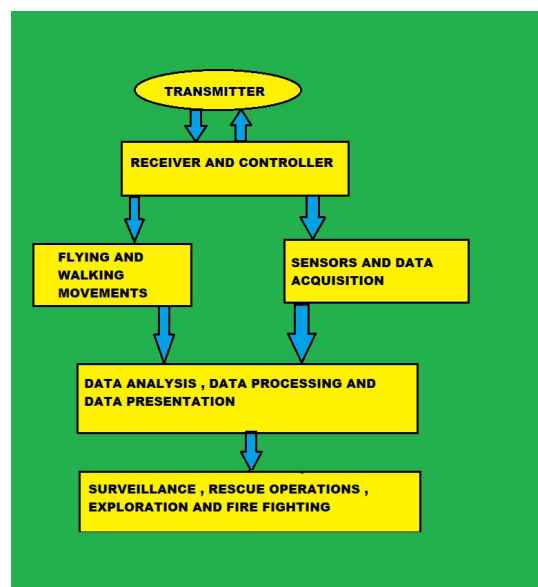 TRANSMITTER
RECEIVER AND CONTROLLER
FLYING AND
WALKING
MOVEMENTS
SENSORS AND DATA
ACQUISITION
DATA ANALYSIS , DATA PROCESSING AND
DATA PRESENTATION
SURVEILLANCE , RESCUE OPERATIONS ,
EXPLORATION AND FIRE FIGHTING